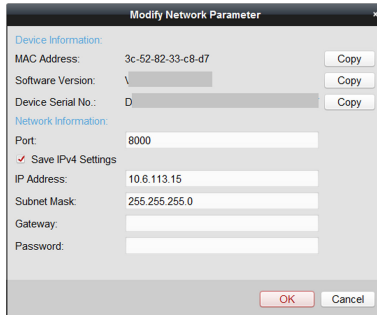 Modify Network Parameter
Device Information:
MAC Address: 3c-52-82-33-c8-d7 Copy
Software Version: Copy
Device Serial No.: D Copy
Network Information:
Port: 8000
Save IPv4 Settings
IP Address: 10.6.113.15
Subnet Mask: 255.255.255.0
Gateway:
Password:
OK Cancel